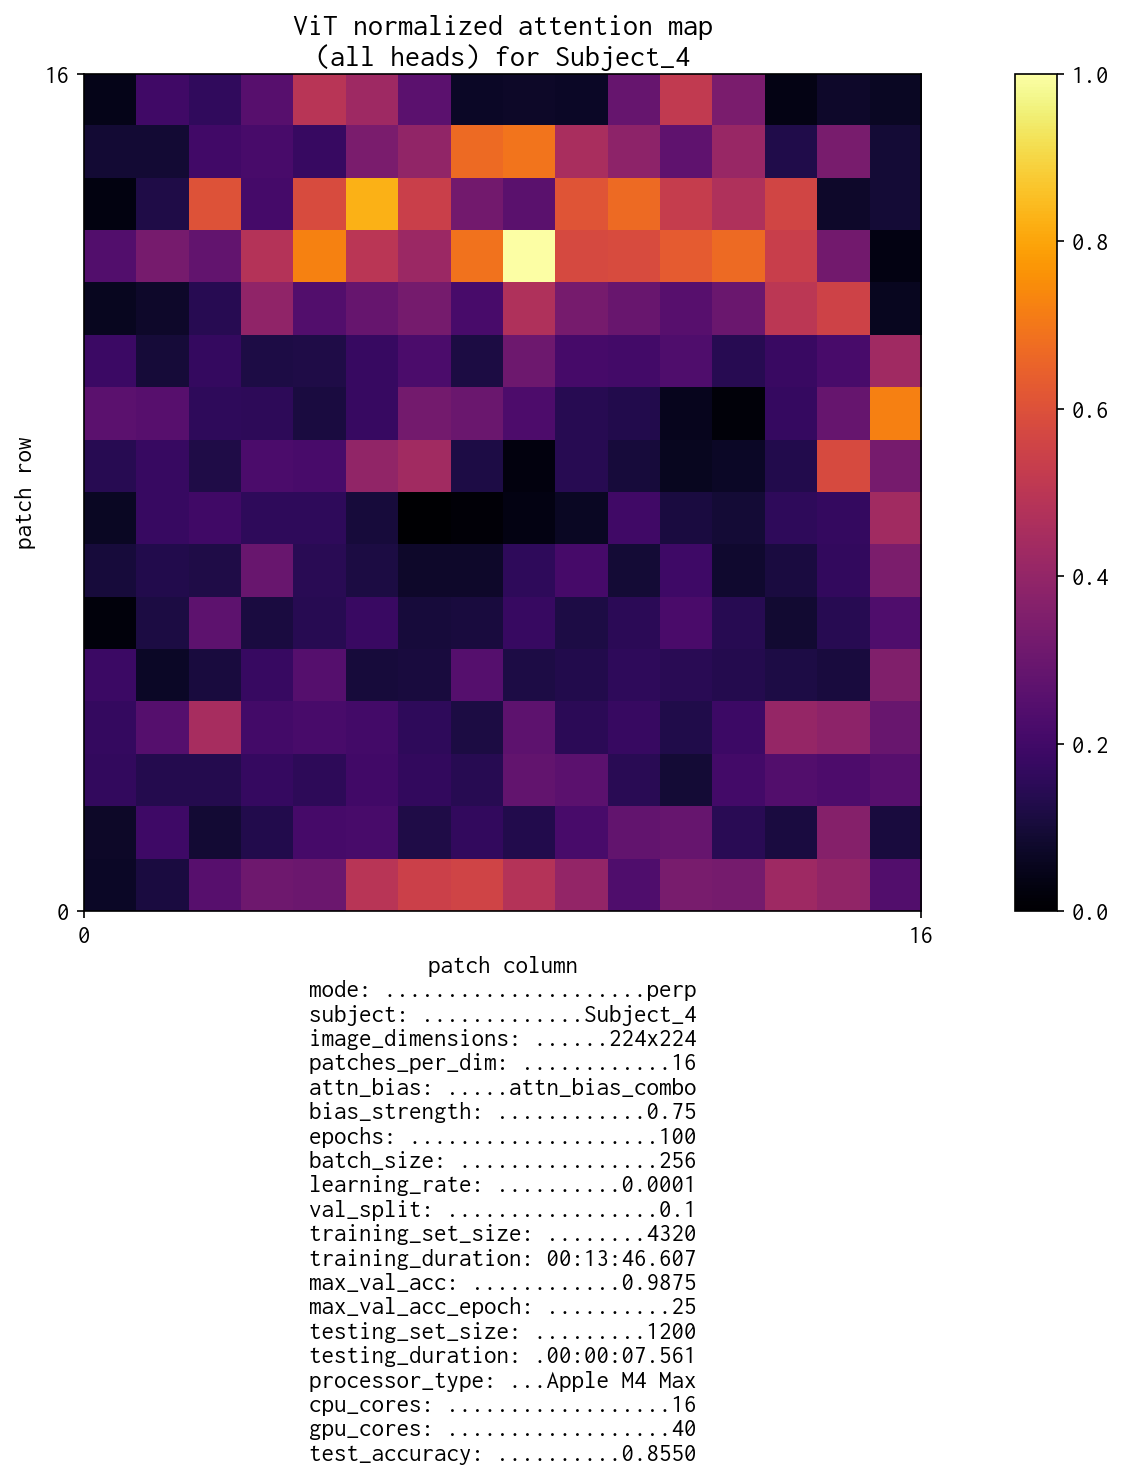 ViT normalized attention map
(all heads) for Subject_4
16
1.0
0.8
0.6
patch row
0.4
0.2
0
0.0
0
16
patch column
mode: .....................perp
subject: .............Subject_4
image_dimensions: ......224x224
patches_per_dim: ............16
attn_bias: .....attn_bias_combo
bias_strength: ............0.75
epochs: ....................100
batch_size: ................256
learning_rate: ..........0.0001
val_split: .................0.1
training_set_size: ........4320
training_duration: 00:13:46.607
max_val_acc: ............0.9875
max_val_acc_epoch: ..........25
testing_set_size: .........1200
testing_duration: .00:00:07.561
processor_type: ...Apple M4 Max
cpu_cores: ..................16
gpu_cores: ..................40
test_accuracy: ..........0.8550